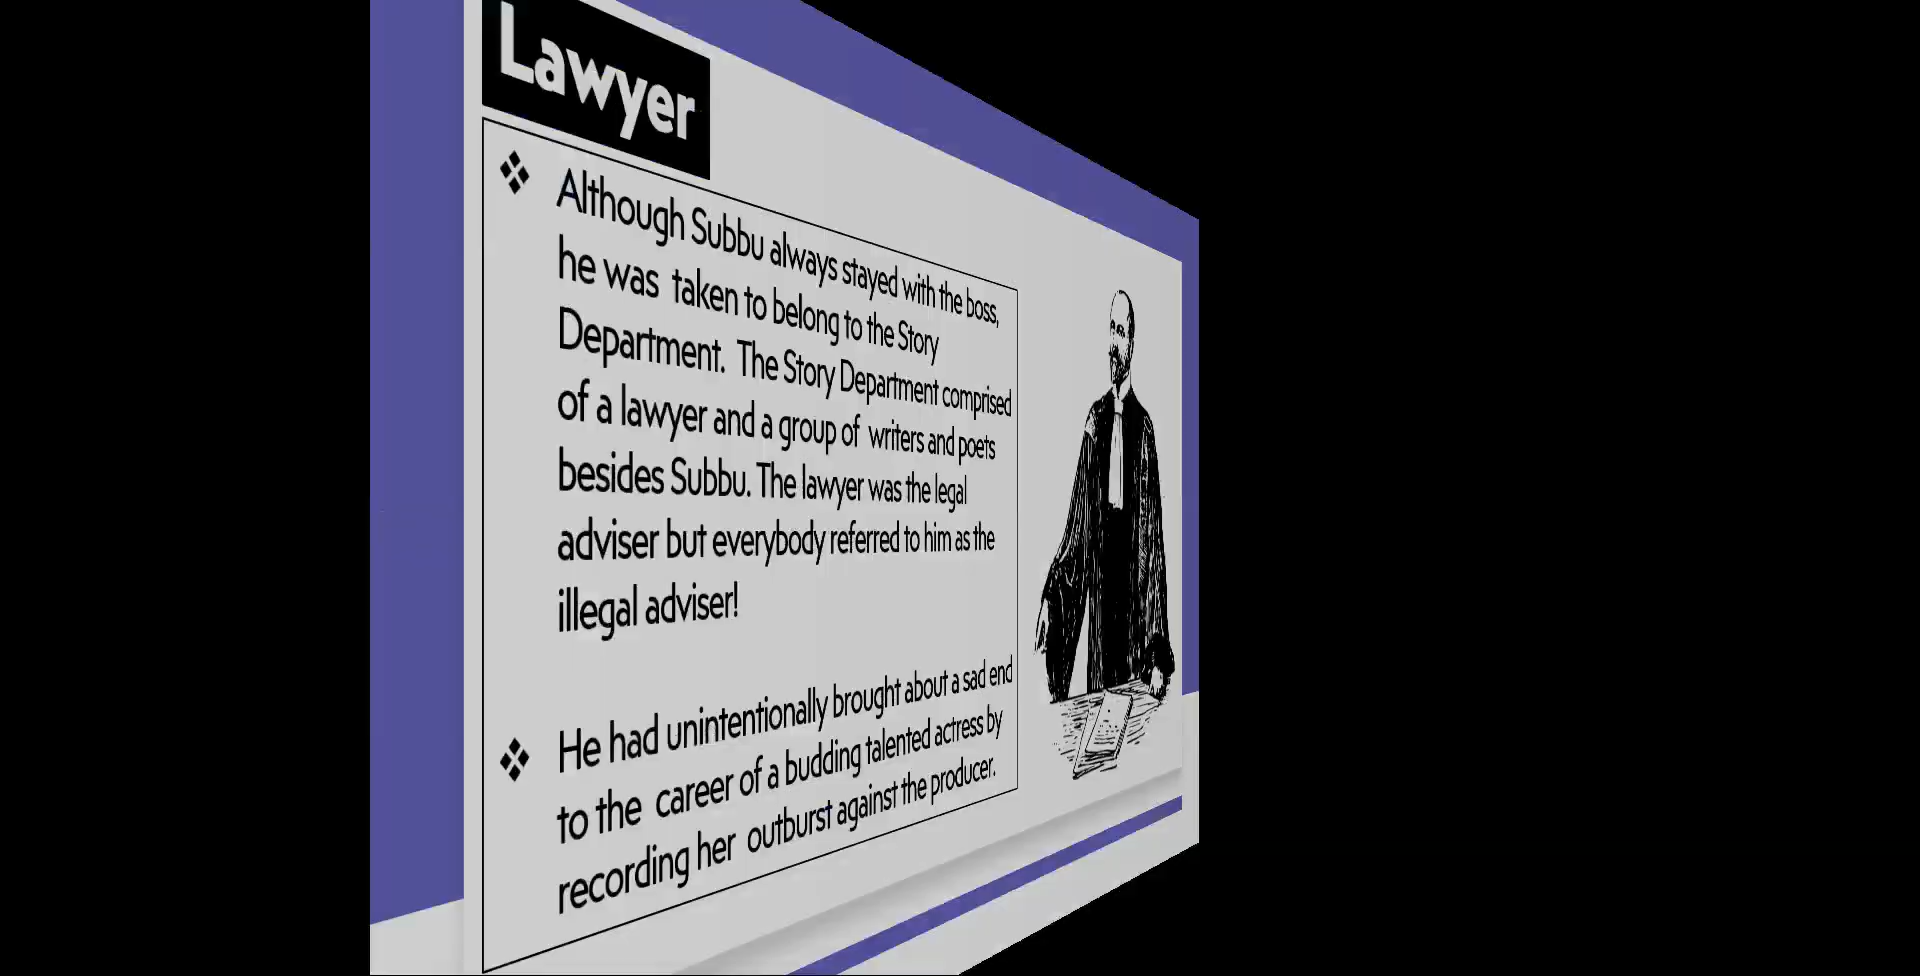 Lawyer
❖ Although Subbu always stayed with the boss,
he was taken to belong to the Story
Department. The Story Department comprised
of a lawyer and a group of writers and poets
besides Subbu. The lawyer was the legal
adviser but everybody referred to him as the
illegal adviser!
❖ He had unintentionally brought about a sad end
to the career of a budding talented actress by
recording her outburst against the producer.